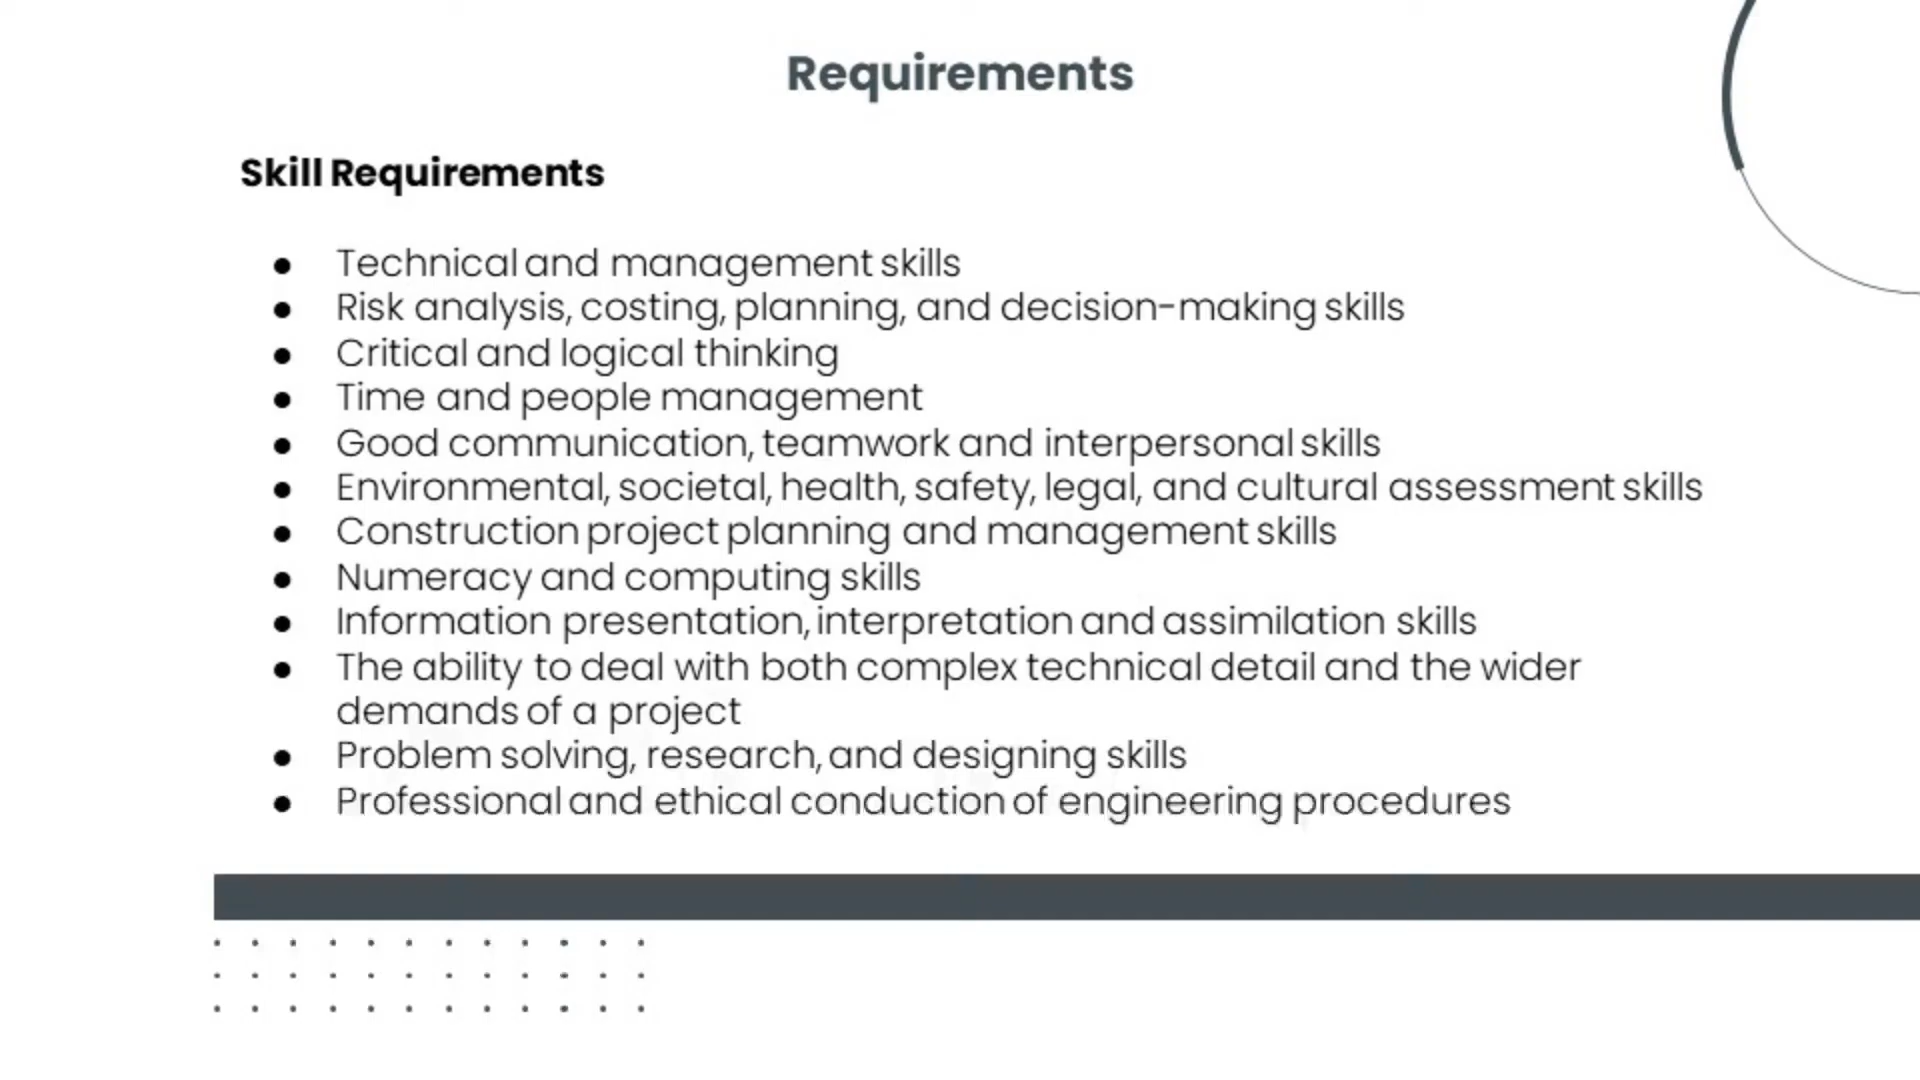 Requirements
Skill Requirements
● Technical and management skills
● Risk analysis, costing, planning, and decision-making skills
● Critical and logical thinking
● Time and people management
● Good communication, teamwork and interpersonal skills
● Environmental, societal, health, safety, legal, and cultural assessment skills
● Construction project planning and management skills
● Numeracy and computing skills
● Information presentation, interpretation and assimilation skills
● The ability to deal with both complex technical detail and the wider
demands of a project
● Problem solving, research, and designing skills
● Professional and ethical conduction of engineering procedures